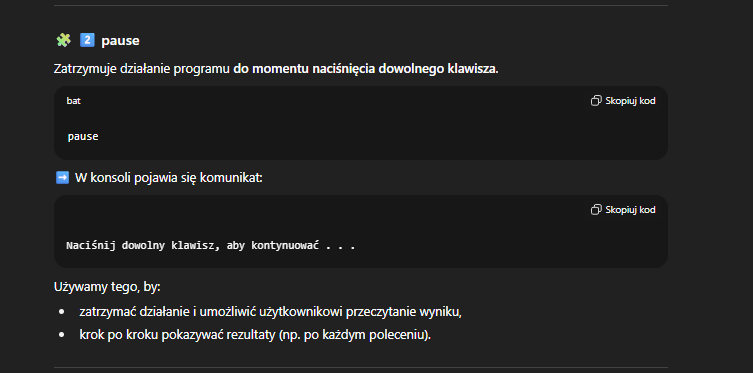 🧩 2️⃣ pause
Zatrzymuje działanie programu do momentu naciśnięcia dowolnego klawisza.
bat
Skopiuj kod
pause
➡️ W konsoli pojawia się komunikat:
Skopiuj kod
Naciśnij dowolny klawisz, aby kontynuować . . .
Używamy tego, by:
• zatrzymać działanie i umożliwić użytkownikowi przeczytanie wyniku,
• krok po kroku pokazywać rezultaty (np. po każdym poleceniu).